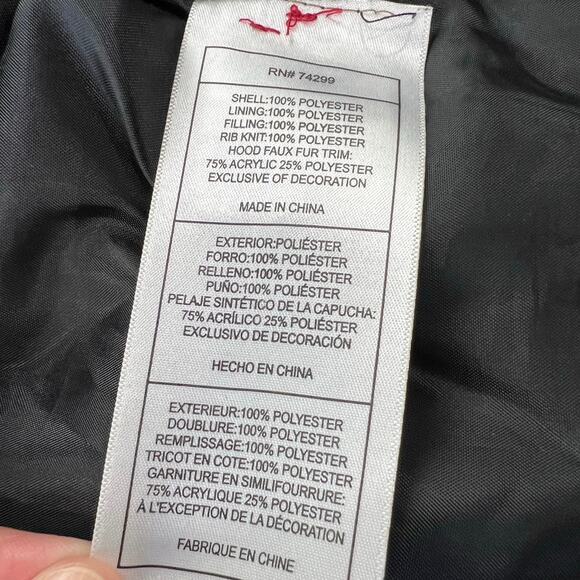 RN# 74299
SHELL:100% POLYESTER
LINING:100% POLYESTER
FILLING:100% POLYESTER
RIB KNIT:100% POLYESTER
HOOD FAUX FUR TRIM:
75% ACRYLIC 25% POLYESTER
EXCLUSIVE OF DECORATION
MADE IN CHINA
EXTERIOR:POLIÉSTER
FORRO:100% POLIÉSTER
RELLENO:100% POLIÉSTER
PUÑO:100% POLIÉSTER
PELAJE SINTÉTICO DE LA CAPUCHA:
75% ACRÍLICO 25% POLIÉSTER
EXCLUSIVO DE DECORACIÓN
HECHO EN CHINA
EXTERIEUR:100% POLYESTER
DOUBLURE:100% POLYESTER
REMPLISSAGE:100% POLYESTER
TRICOT EN COTE:100% POLYESTER
GARNITURE EN SIMILIFOURRURE:
75% ACRYLIQUE 25% POLYESTER
À L'EXCEPTION DE LA DÉCORATION
FABRIQUE EN CHINE